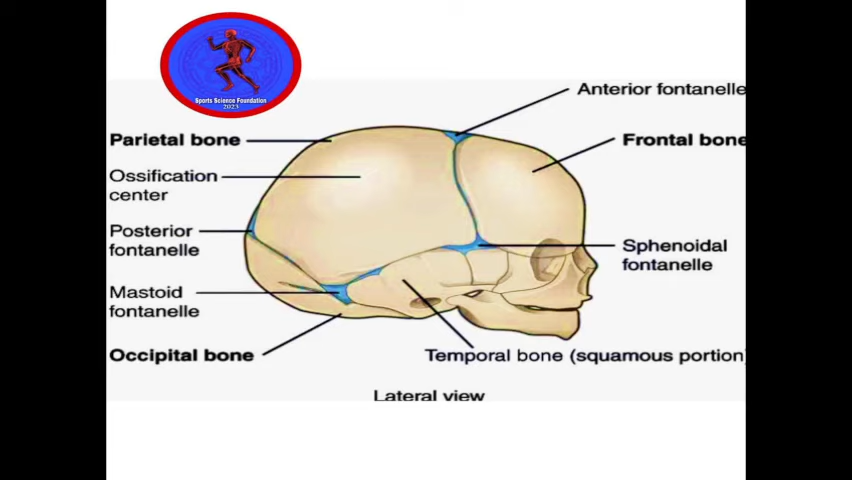 Sports Science Foundation
2023
Anterior fontanelle
Parietal bone
Frontal bone
Ossification
center
Posterior
fontanelle
Sphenoidal
fontanelle
Mastoid
fontanelle
Occipital bone
Temporal bone (squamous portion)
Lateral view